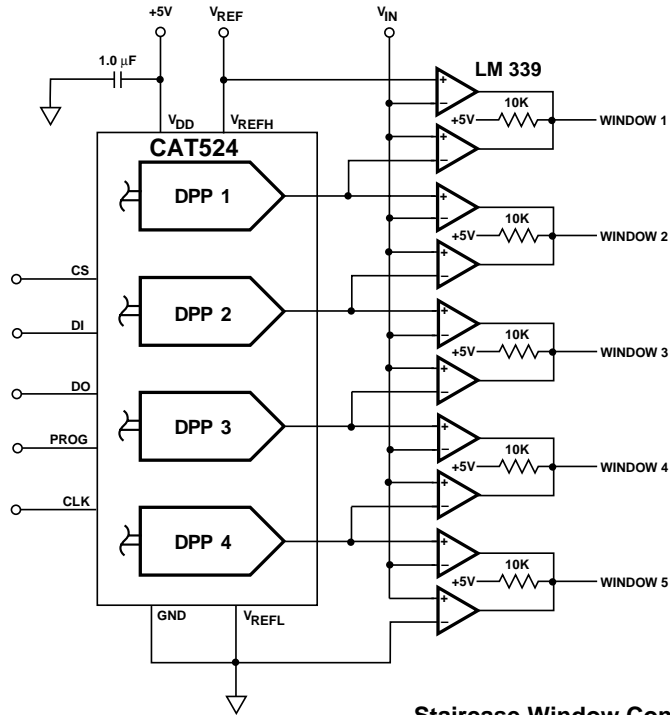 +5V
VREF
VIN
1.0 μF
LM 339
VDD
VREFH
CAT524
DPP 1
DPP 2
DPP 3
DPP 4
CS
DI
DO
PROG
CLK
GND
VREFL
+
–
10K
+5V
WINDOW 1
+
–
+
–
10K
+5V
WINDOW 2
+
–
+
–
10K
+5V
WINDOW 3
+
–
+
–
10K
+5V
WINDOW 4
+
–
+
–
10K
+5V
WINDOW 5
+
–
Staircase Window Con